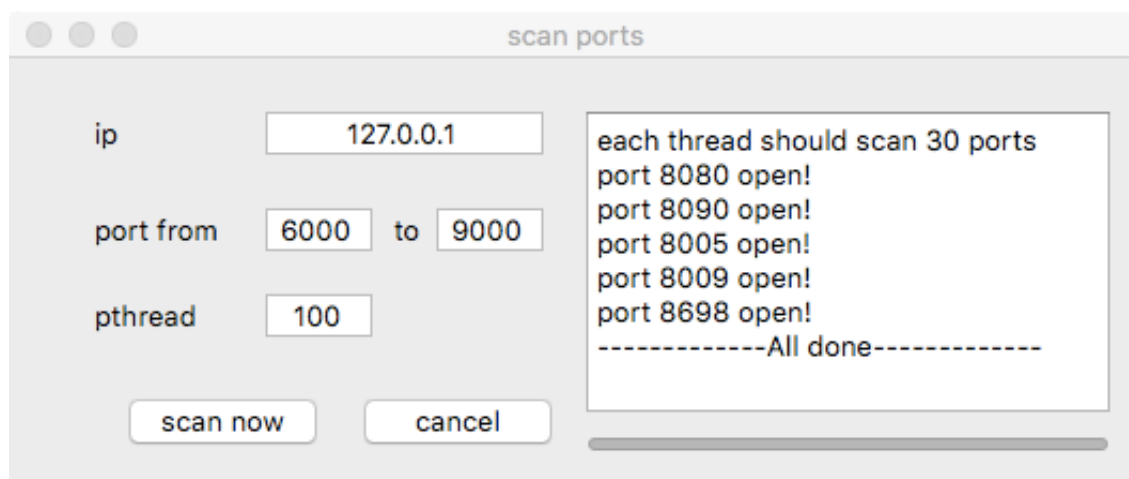 scan ports
ip 127.0.0.1
port from 6000 to 9000
pthread 100
scan now cancel
each thread should scan 30 ports
port 8080 open!
port 8090 open!
port 8005 open!
port 8009 open!
port 8698 open!
-------------All done-------------